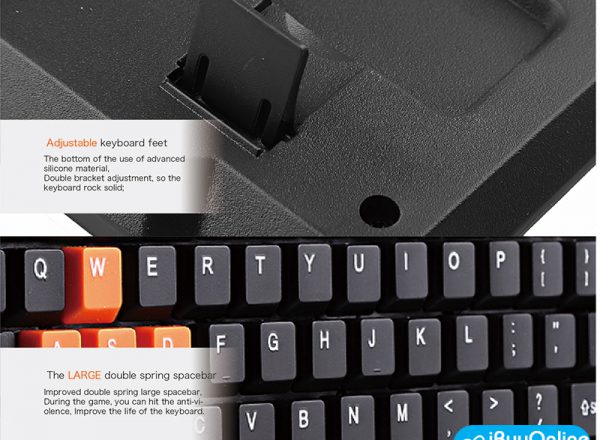 Adjustable keyboard feet
The bottom of the use of advanced
silicone material,
Double bracket adjustment, so the
keyboard rock solid;
Q W E R T Y U I O P { [ } ]
A S D F G H J K L : ; " '
The LARGE double spring spacebar
Improved double spring large spacebar,
During the game, you can hit the anti-vi-
olence, Improve the life of the keyboard.
C V B N M < , > .
iBuuOnline